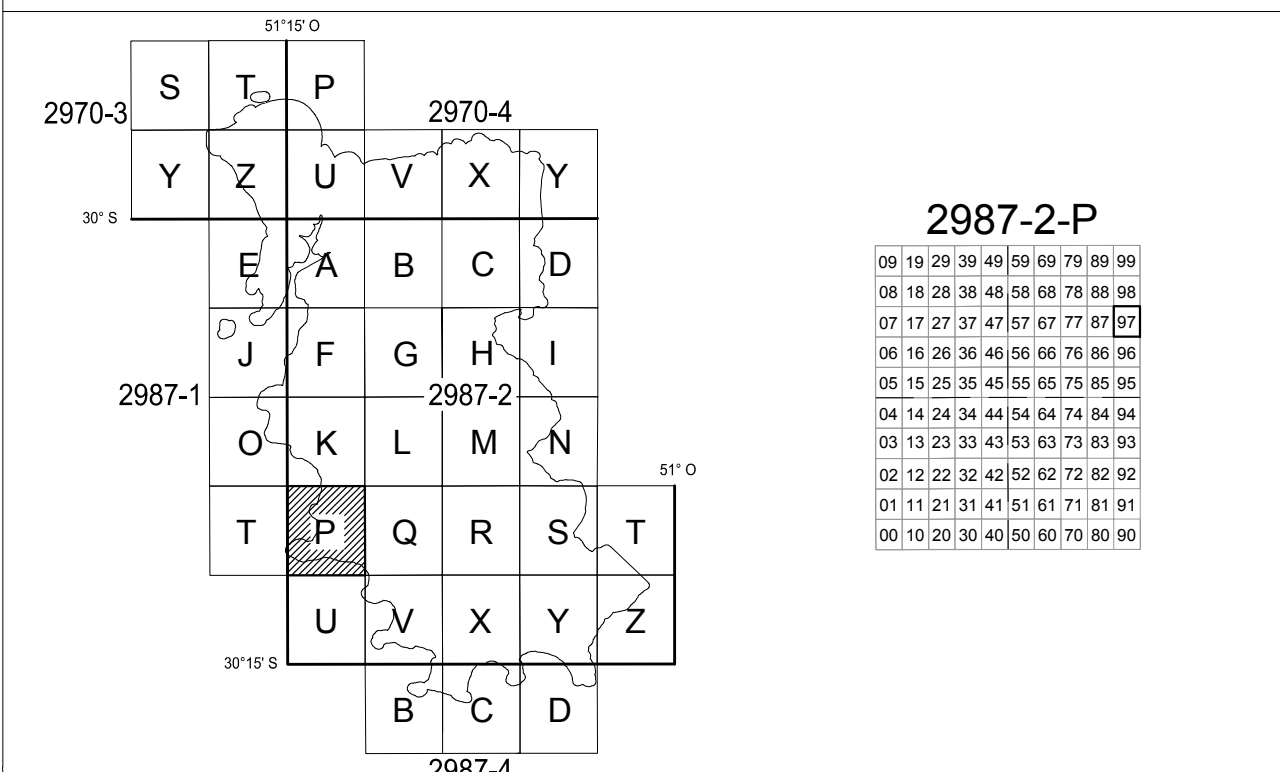 51°15' O
S T P
2970-3 2970-4
Y Z U V X Y
30° S
E A B C D
J F G H I
2987-1 2987-2
O K L M N
51° O
T P Q R S T
U V X Y Z
30°15' S
B C D
2987-4
2987-2-P
09 19 29 39 49 59 69 79 89 99
08 18 28 38 48 58 68 78 88 98
07 17 27 37 47 57 67 77 87 97
06 16 26 36 46 56 66 76 86 96
05 15 25 35 45 55 65 75 85 95
04 14 24 34 44 54 64 74 84 94
03 13 23 33 43 53 63 73 83 93
02 12 22 32 42 52 62 72 82 92
01 11 21 31 41 51 61 71 81 91
00 10 20 30 40 50 60 70 80 90